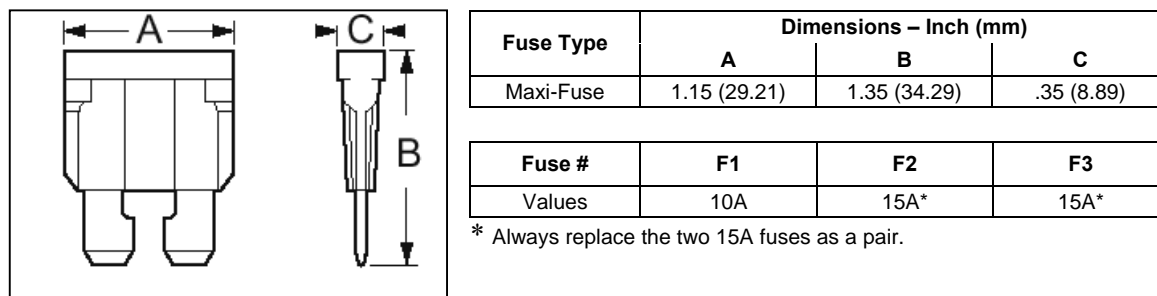 A
C
B
Fuse Type Dimensions – Inch (mm)
A B C
Maxi-Fuse 1.15 (29.21) 1.35 (34.29) .35 (8.89)
Fuse # F1 F2 F3
Values 10A 15A* 15A*
* Always replace the two 15A fuses as a pair.